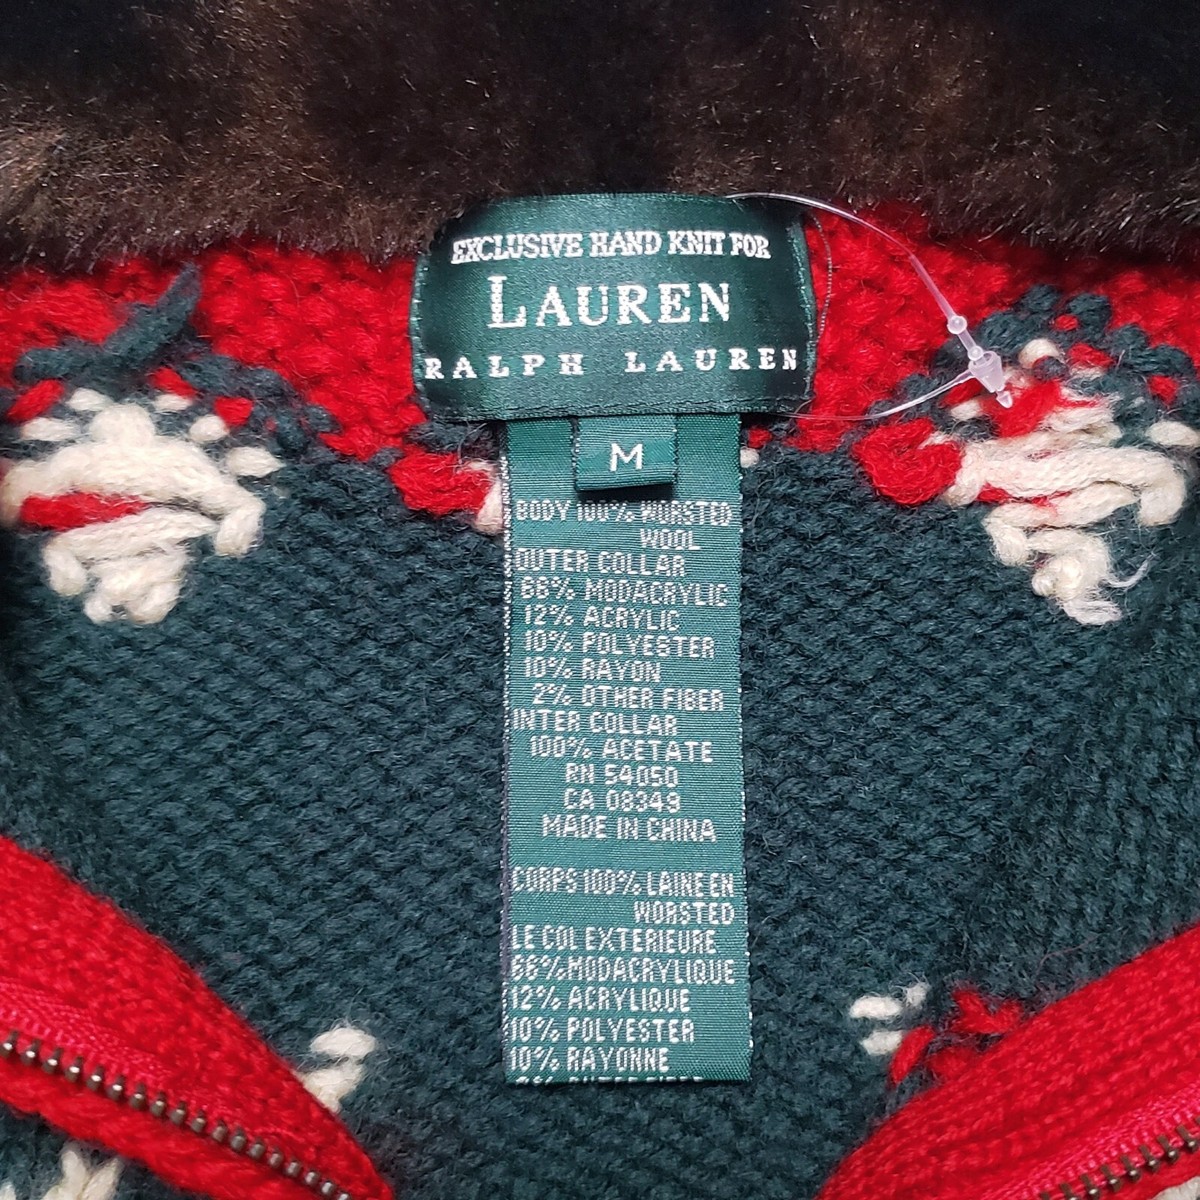 EXCLUSIVE HAND KNIT FOR
LAUREN
RALPH LAUREN
M
BODY 100% WORSTED
WOOL
OUTER COLLAR
66% MODACRYLIC
12% ACRYLIC
10% POLYESTER
10% RAYON
2% OTHER FIBER
INTER COLLAR
100% ACETATE
RN 54050
CA 08349
MADE IN CHINA
CORPS 100% LAINE EN
WORSTED
LE COL EXTERIEURE
66% MODACRYLIQUE
12% ACRYLIQUE
10% POLYESTER
10% RAYONNE